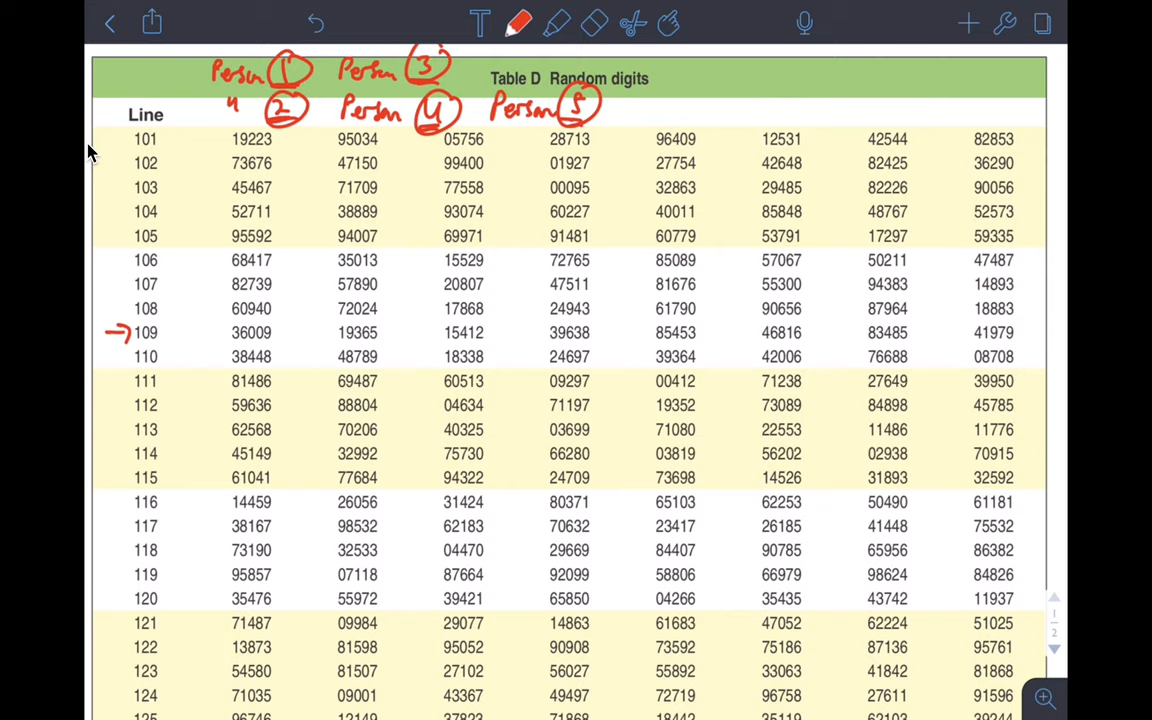 Person 1 Person 3 Table D Random digits
" 2 Person 4 Person 5
Line
101 19223 95034 05756 28713 96409 12531 42544 82853
102 73676 47150 99400 01927 27754 42648 82425 36290
103 45467 71709 77558 00095 32863 29485 82226 90056
104 52711 38889 93074 60227 40011 85848 48767 52573
105 95592 94007 69971 91481 60779 53791 17297 59335
106 68417 35013 15529 72765 85089 57067 50211 47487
107 82739 57890 20807 47511 81676 55300 94383 14893
108 60940 72024 17868 24943 61790 90656 87964 18883
→ 109 36009 19365 15412 39638 85453 46816 83485 41979
110 38448 48789 18338 24697 39364 42006 76688 08708
111 81486 69487 60513 09297 00412 71238 27649 39950
112 59636 88804 04634 71197 19352 73089 84898 45785
113 62568 70206 40325 03699 71080 22553 11486 11776
114 45149 32992 75730 66280 03819 56202 02938 70915
115 61041 77684 94322 24709 73698 14526 31893 32592
116 14459 26056 31424 80371 65103 62253 50490 61181
117 38167 98532 62183 70632 23417 26185 41448 75532
118 73190 32533 04470 29669 84407 90785 65956 86382
119 95857 07118 87664 92099 58806 66979 98624 84826
120 35476 55972 39421 65850 04266 35435 43742 11937
121 71487 09984 29077 14863 61683 47052 62224 51025
122 13873 81598 95052 90908 73592 75186 87136 95761
123 54580 81507 27102 56027 55892 33063 41842 81868
124 71035 09001 43367 49497 72719 96758 27611 91596
1
2